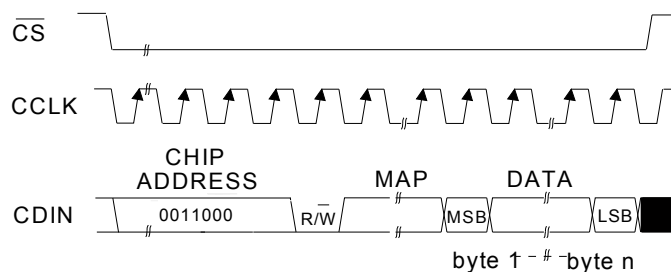 CS
CCLK
CHIP
ADDRESS
MAP
DATA
CDIN
0011000
R/W
MSB
LSB
byte 1
byte n